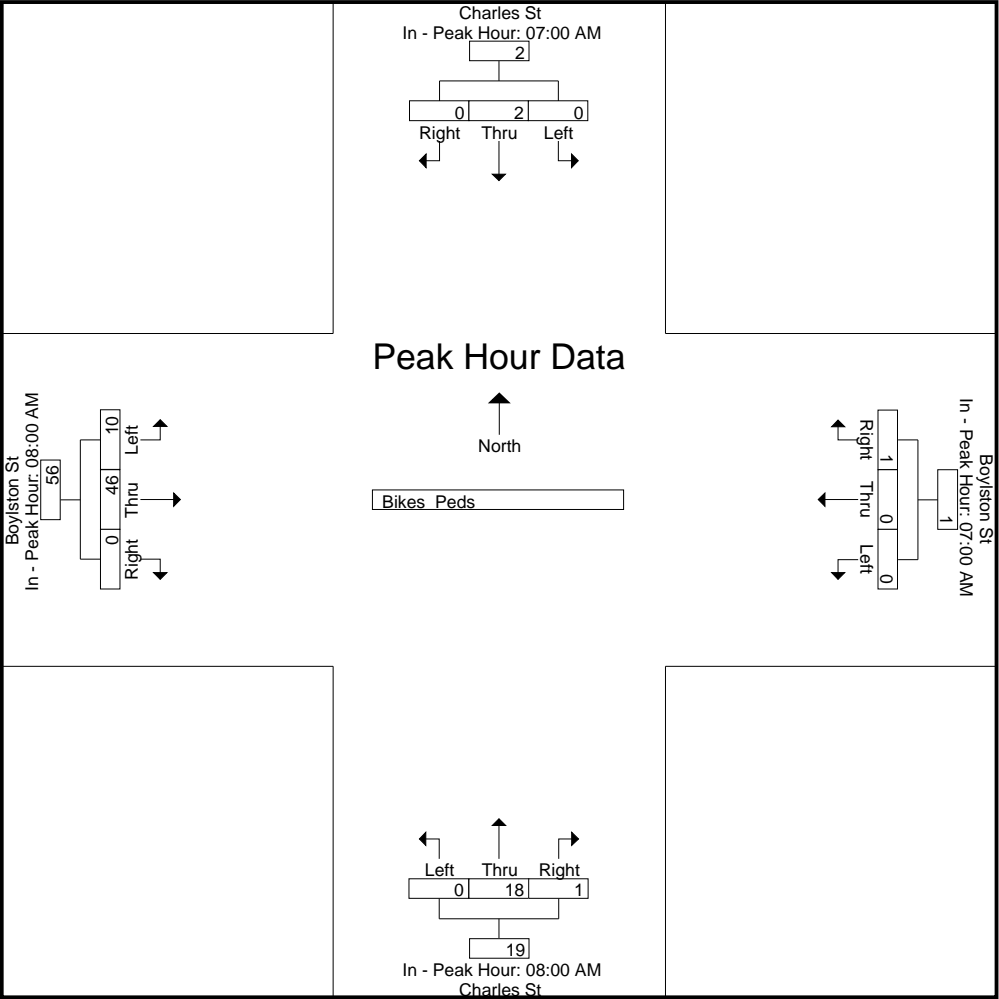 Charles St
In - Peak Hour: 07:00 AM
2
0 2 0
Right Thru Left
Peak Hour Data
North
Bikes Peds
Boylston St
In - Peak Hour: 08:00 AM
56
10 46 0
Left Thru Right
Boylston St
In - Peak Hour: 07:00 AM
1
1 0 0
Right Thru Left
Left Thru Right
0 18 1
19
In - Peak Hour: 08:00 AM
Charles St